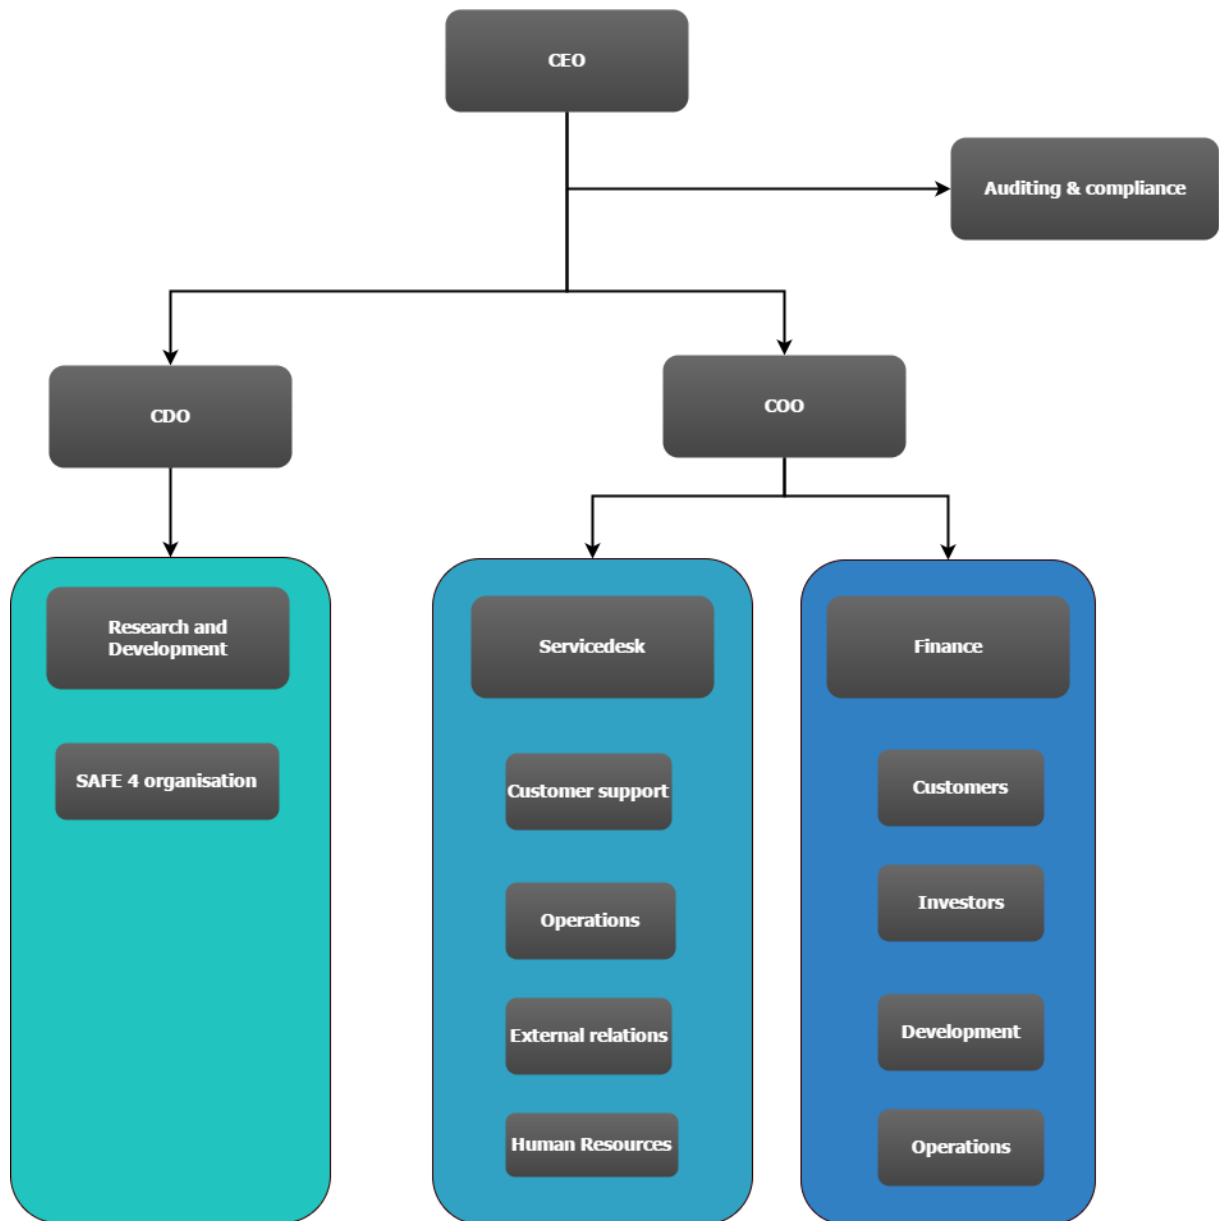 CEO
Auditing & compliance
CDO
COO
Research and
Development
SAFE 4 organisation
Servicedesk
Customer support
Operations
External relations
Human Resources
Finance
Customers
Investors
Development
Operations